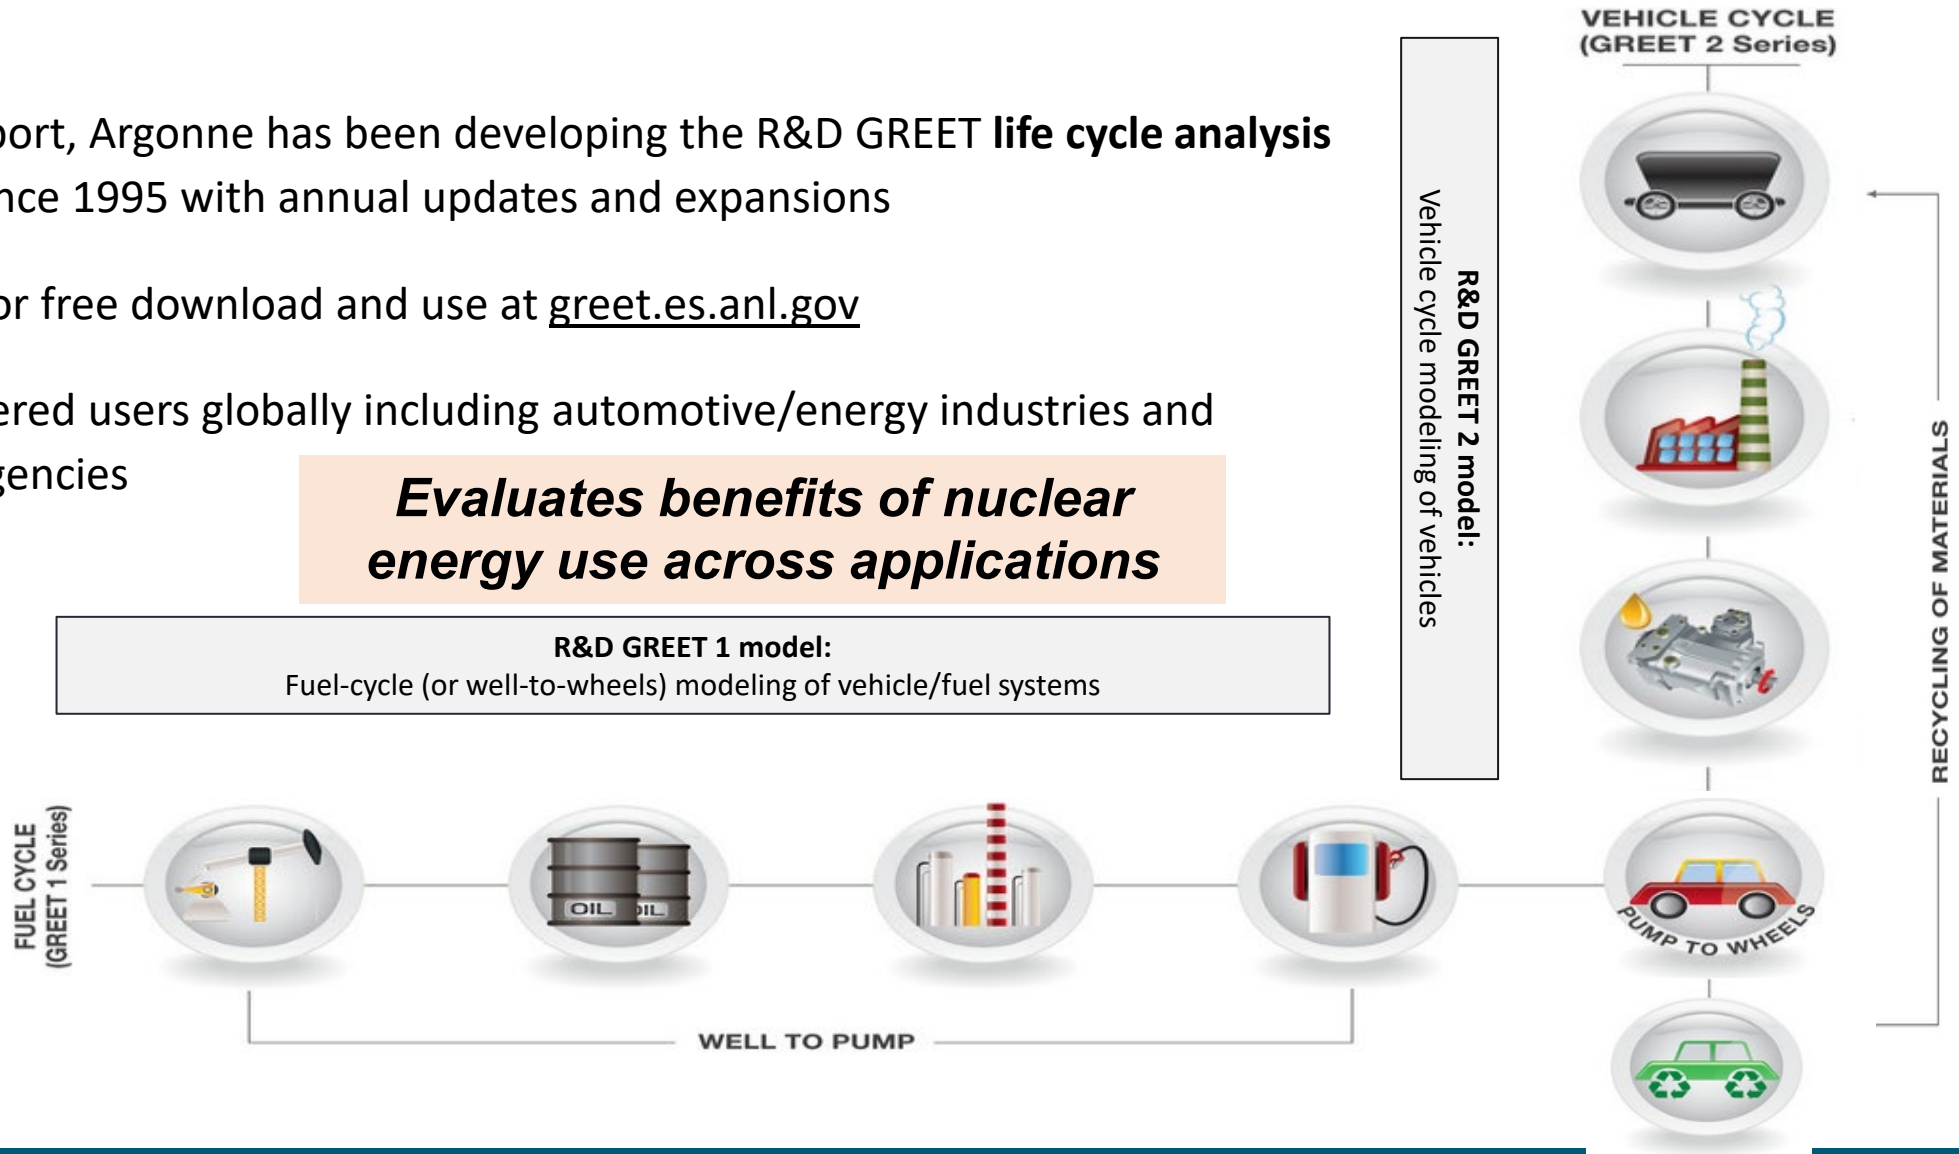 VEHICLE CYCLE
(GREET 2 Series)
port, Argonne has been developing the R&D GREET life cycle analysis
nce 1995 with annual updates and expansions
or free download and use at greet.es.anl.gov
ered users globally including automotive/energy industries and
gencies
Evaluates benefits of nuclear
energy use across applications
R&D GREET 2 model:
Vehicle cycle modeling of vehicles
R&D GREET 1 model:
Fuel-cycle (or well-to-wheels) modeling of vehicle/fuel systems
RECYCLING OF MATERIALS
FUEL CYCLE
(GREET 1 Series)
OIL
OIL
PUMP TO WHEELS
WELL TO PUMP